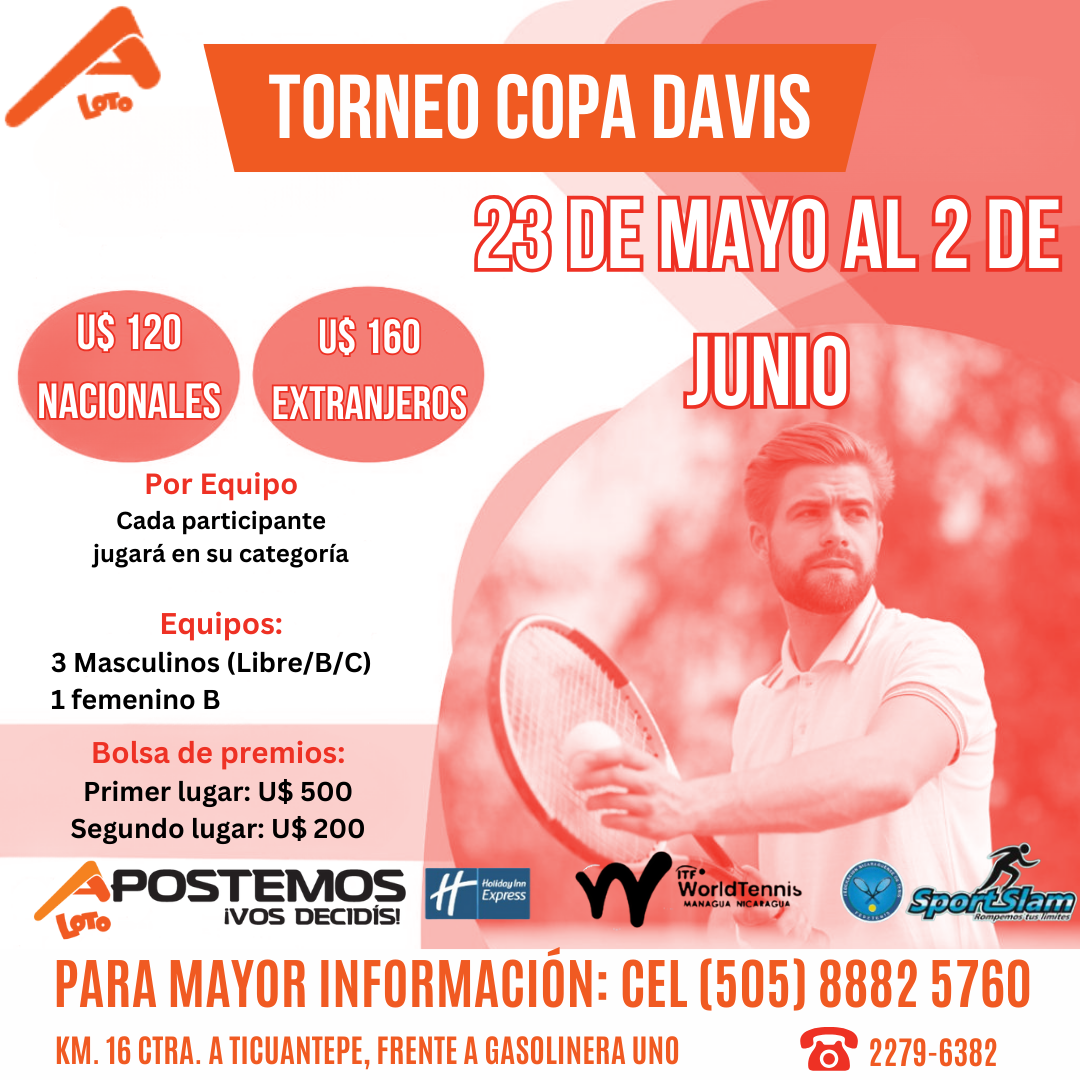 A
LOTO
TORNEO COPA DAVIS
23 DE MAYO AL 2 DE
JUNIO
U$ 120
NACIONALES
U$ 160
EXTRANJEROS
Por Equipo
Cada participante
jugará en su categoría
Equipos:
3 Masculinos (Libre/B/C)
1 femenino B
Bolsa de premios:
Primer lugar: U$ 500
Segundo lugar: U$ 200
APOSTEMOS
¡VOS DECIDÍS!
LOTO
H
Holiday Inn
Express
W
ITF
WorldTennis
MANAGUA NICARAGUA
SportSlam
Rompemos tus límites
PARA MAYOR INFORMACIÓN: CEL (505) 8882 5760
KM. 16 CTRA. A TICUANTEPE, FRENTE A GASOLINERA UNO
2279-6382